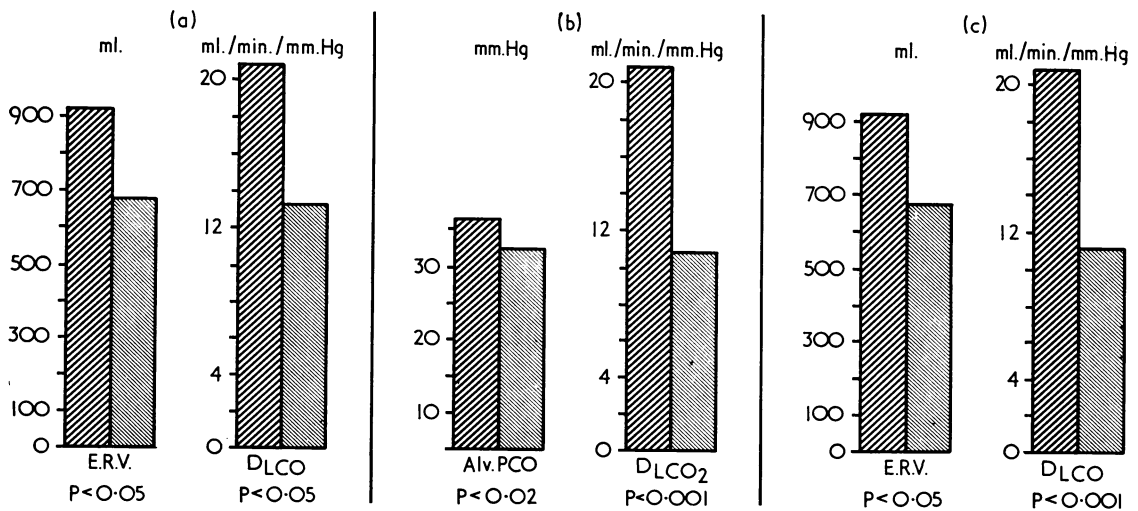 (a)
ml.
ml./min./mm.Hg
900
700
500
300
100
0
20
12
4
0
E.R.V.
P<0·05
DLCO
P<0·05
(b)
mm.Hg
ml./min./mm.Hg
30
20
10
20
12
4
0
Alv.PCO
P<0·02
DLCO2
P<0·001
(c)
ml.
ml./min./mm.Hg
900
700
500
300
100
0
20
12
4
0
E.R.V.
P<0·05
DLCO
P<0·001